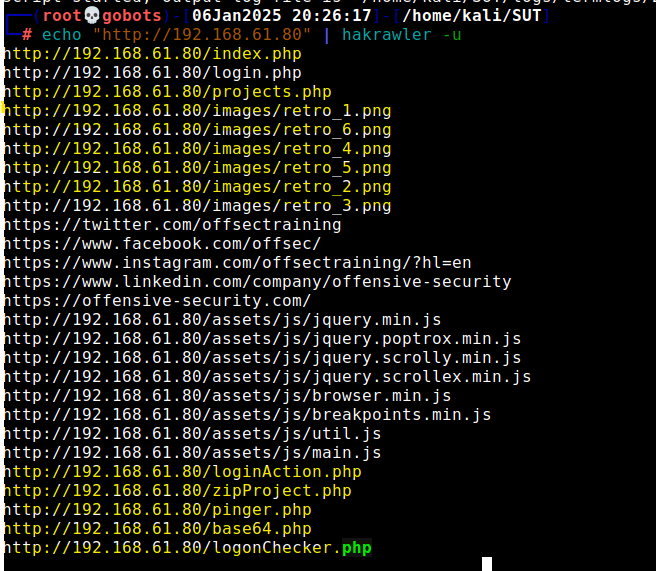 (root💀gobots)-[06Jan2025 20:26:17]-[/home/kali/SUT]
# echo "http://192.168.61.80" | hakrawler -u
http://192.168.61.80/index.php
http://192.168.61.80/login.php
http://192.168.61.80/projects.php
http://192.168.61.80/images/retro_1.png
http://192.168.61.80/images/retro_6.png
http://192.168.61.80/images/retro_4.png
http://192.168.61.80/images/retro_5.png
http://192.168.61.80/images/retro_2.png
http://192.168.61.80/images/retro_3.png
https://twitter.com/offsectraining
https://www.facebook.com/offsec/
https://www.instagram.com/offsectraining/?hl=en
https://www.linkedin.com/company/offensive-security
https://offensive-security.com/
http://192.168.61.80/assets/js/jquery.min.js
http://192.168.61.80/assets/js/jquery.poptrox.min.js
http://192.168.61.80/assets/js/jquery.scrolly.min.js
http://192.168.61.80/assets/js/jquery.scrollex.min.js
http://192.168.61.80/assets/js/browser.min.js
http://192.168.61.80/assets/js/breakpoints.min.js
http://192.168.61.80/assets/js/util.js
http://192.168.61.80/assets/js/main.js
http://192.168.61.80/loginAction.php
http://192.168.61.80/zipProject.php
http://192.168.61.80/pinger.php
http://192.168.61.80/base64.php
http://192.168.61.80/logonChecker.php